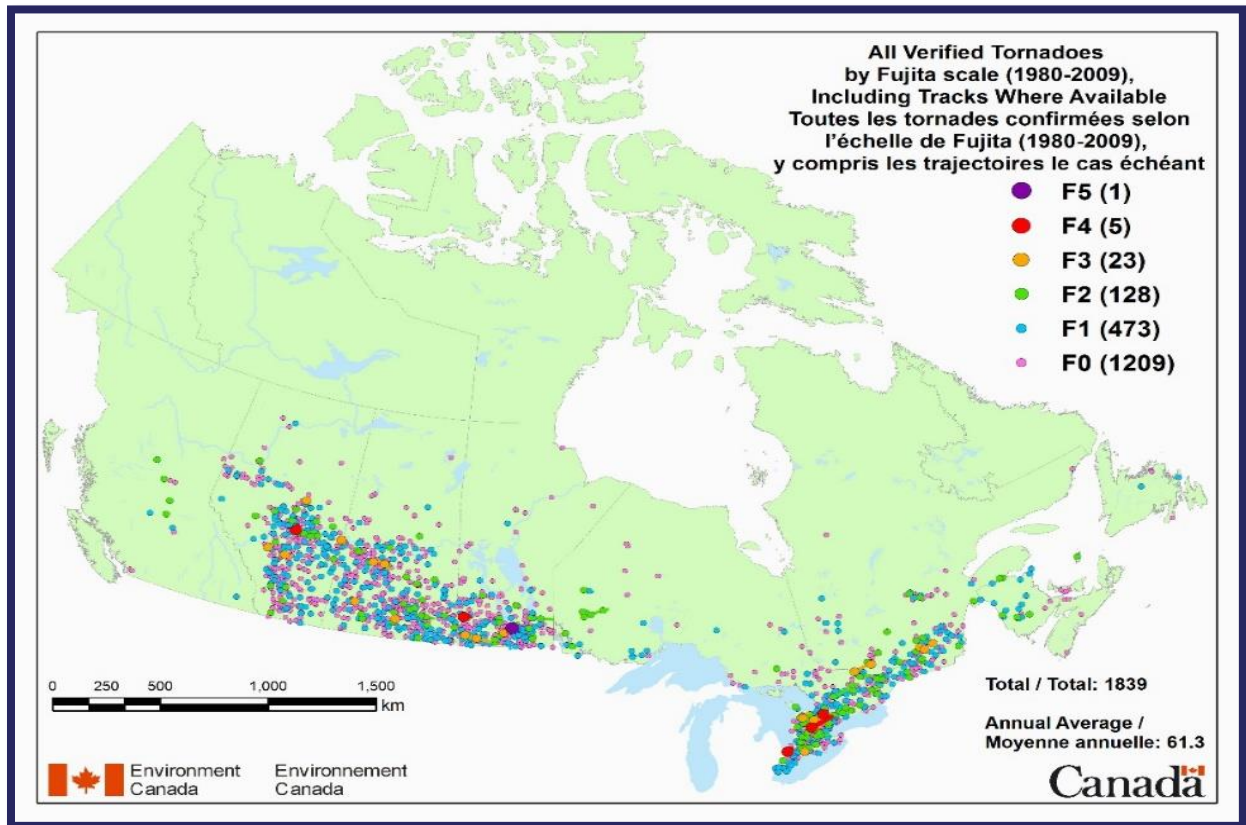 All Verified Tornadoes
by Fujita scale (1980-2009),
Including Tracks Where Available
Toutes les tornades confirmées selon
l'échelle de Fujita (1980-2009),
y compris les trajectoires le cas échéant
F5 (1)
F4 (5)
F3 (23)
F2 (128)
F1 (473)
F0 (1209)
Total / Total: 1839
Annual Average /
Moyenne annuelle: 61.3
0 250 500 1,000 1,500
km
Environment Environnement
Canada Canada
Canada